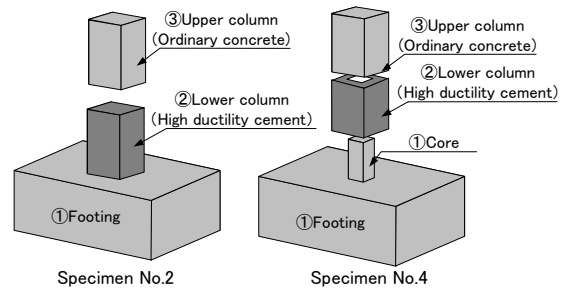 ③Upper column
(Ordinary concrete)
②Lower column
(High ductility cement)
①Footing
Specimen No.2
③Upper column
(Ordinary concrete)
②Lower column
(High ductility cement)
①Core
①Footing
Specimen No.4